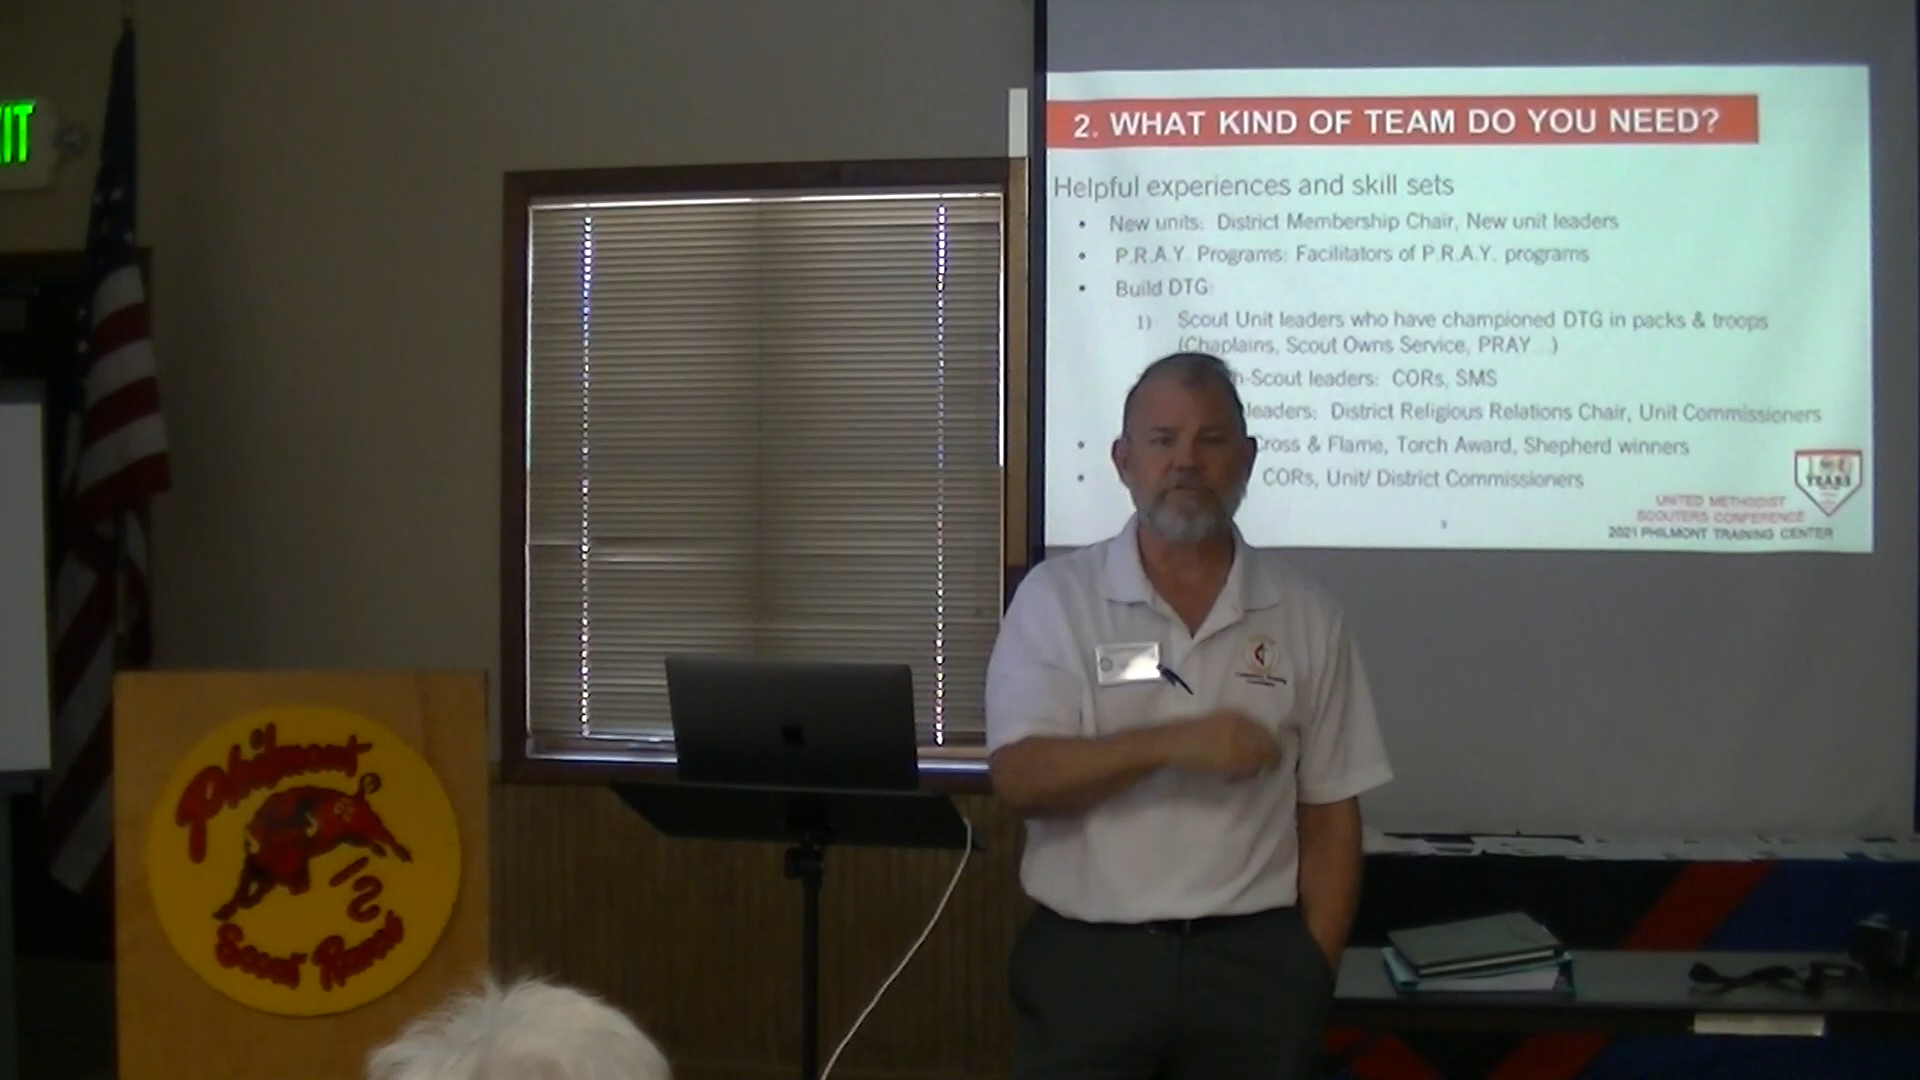 XIT
2. WHAT KIND OF TEAM DO YOU NEED?
Helpful experiences and skill sets
• New units: District Membership Chair, New unit leaders
• P.R.A.Y. Programs: Facilitators of P.R.A.Y. programs
• Build DTG:
1) Scout Unit leaders who have championed DTG in packs & troops
(Chaplains, Scout Owns Service, PRAY...)
-Scout leaders: CORs, SMS
leaders: District Religious Relations Chair, Unit Commissioners
• Cross & Flame, Torch Award, Shepherd winners
• CORs, Unit/ District Commissioners
YEARS
UNITED METHODIST
SCOUTERS CONFERENCE
2021 PHILMONT TRAINING CENTER
Philmont
Scout Ranch